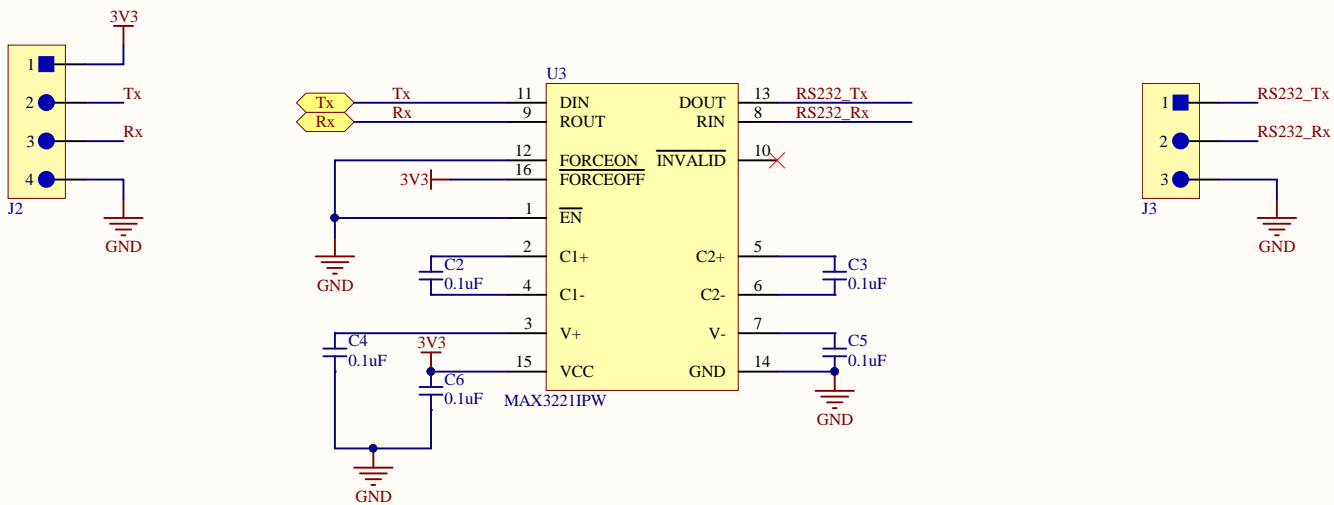 3V3
1
2
Tx
3
Rx
4
J2
GND
U3
Tx
Tx
11
DIN
DOUT
13
RS232_Tx
Rx
Rx
9
ROUT
RIN
8
RS232_Rx
12
FORCEON
INVALID
10
3V3
16
FORCEOFF
1
EN
GND
2
C1+
C2+
5
C2
0.1uF
C3
0.1uF
4
C1-
C2-
6
3
V+
V-
7
C4
0.1uF
3V3
C5
0.1uF
15
VCC
GND
14
C6
0.1uF
MAX3221IPW
GND
GND
1
RS232_Tx
2
RS232_Rx
3
J3
GND